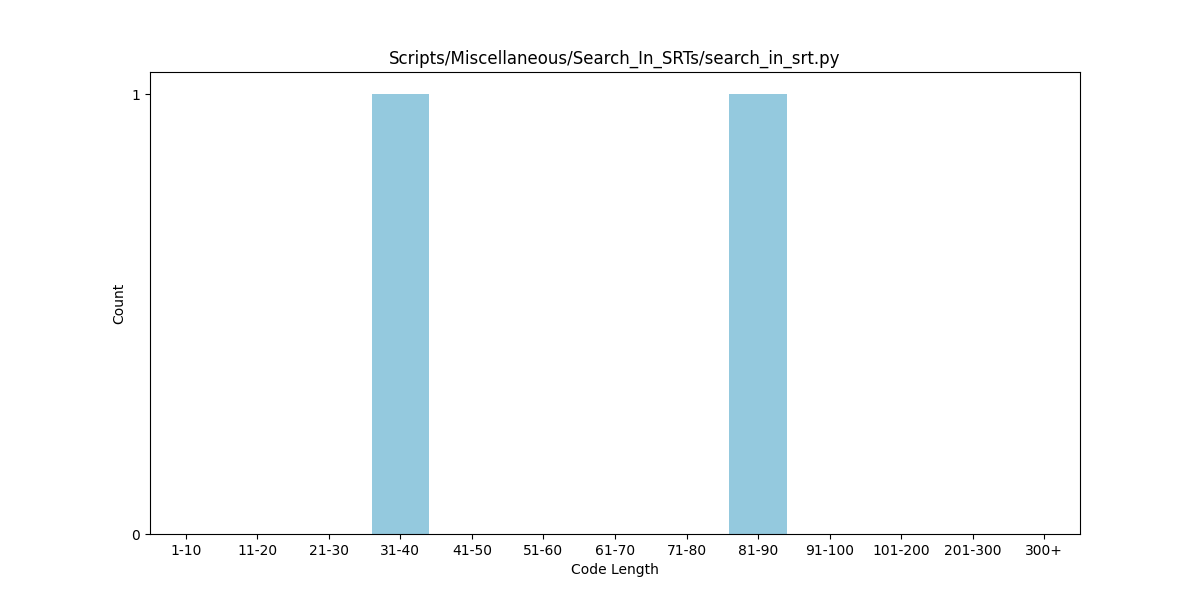 Scripts/Miscellaneous/Search_In_SRTs/search_in_srt.py
1
Count
0
1-10 11-20 21-30 31-40 41-50 51-60 61-70 71-80 81-90 91-100 101-200 201-300 300+
Code Length